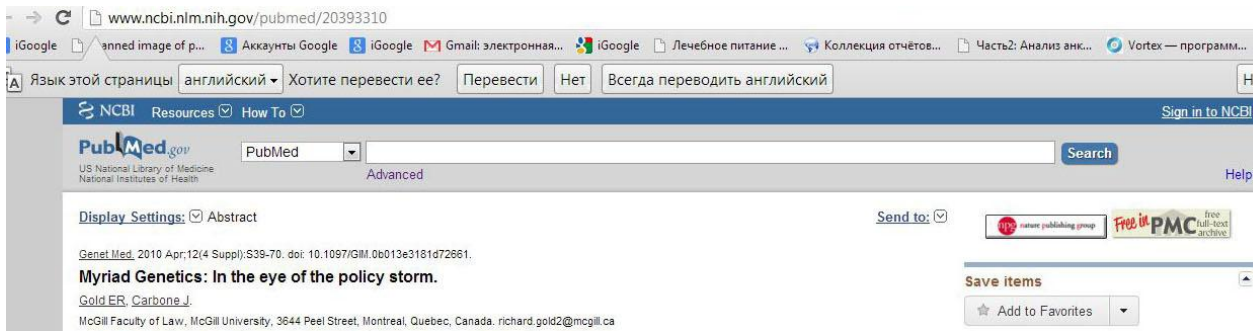 www.ncbi.nlm.nih.gov/pubmed/20393310
iGoogle anned image of p... Аккаунты Google iGoogle Gmail: электронная... iGoogle Лечебное питание ... Коллекция отчётов... Часть2: Анализ анк... Vortex — программ...
Язык этой страницы английский Хотите перевести ее? Перевести Нет Всегда переводить английский Н
NCBI Resources How To Sign in to NCBI
PubMed.gov PubMed Search
US National Library of Medicine
National Institutes of Health
Advanced Help
Display Settings: Abstract Send to:
npg nature publishing group Free in PMC free full-text archive
Genet Med. 2010 Apr;12(4 Suppl):S39-70. doi: 10.1097/GIM.0b013e3181d72661.
Myriad Genetics: In the eye of the policy storm.
Save items
Gold ER, Carbone J.
Add to Favorites
McGill Faculty of Law, McGill University, 3644 Peel Street, Montreal, Quebec, Canada. richard.gold2@mcgill.ca